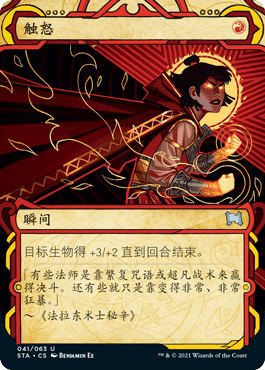 触怒
瞬间
目标生物得 +3/+2 直到回合结束。
「有些法师是靠繁复咒语或超凡战术来赢
得决斗。还有些就只是靠变得非常、非常
狂暴。」
～《法拉东术士秘辛》
041/063 U
STA • CS BENJAMIN EE
™ & © 2021 Wizards of the Coast